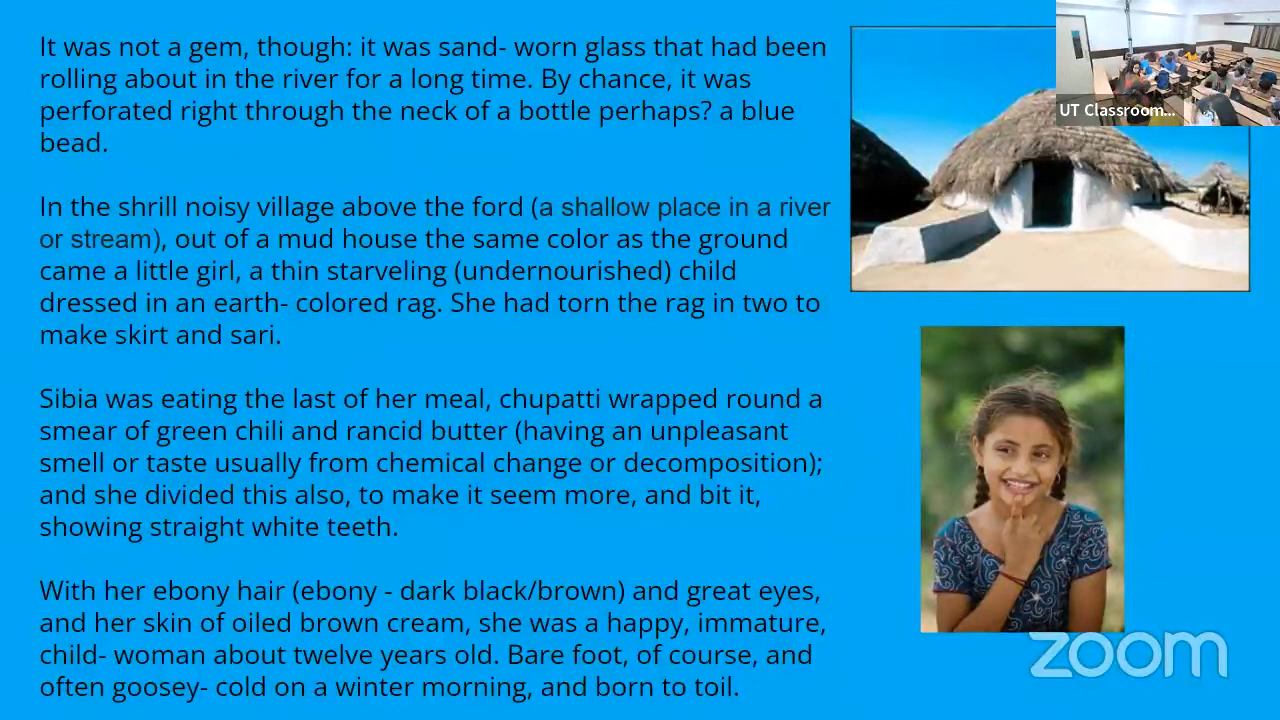 It was not a gem, though: it was sand- worn glass that had been
rolling about in the river for a long time. By chance, it was
perforated right through the neck of a bottle perhaps? a blue
bead.
In the shrill noisy village above the ford (a shallow place in a river
or stream), out of a mud house the same color as the ground
came a little girl, a thin starveling (undernourished) child
dressed in an earth- colored rag. She had torn the rag in two to
make skirt and sari.
Sibia was eating the last of her meal, chupatti wrapped round a
smear of green chili and rancid butter (having an unpleasant
smell or taste usually from chemical change or decomposition);
and she divided this also, to make it seem more, and bit it,
showing straight white teeth.
With her ebony hair (ebony - dark black/brown) and great eyes,
and her skin of oiled brown cream, she was a happy, immature,
child- woman about twelve years old. Bare foot, of course, and
often goosey- cold on a winter morning, and born to toil.
UT Classroom...
zoom